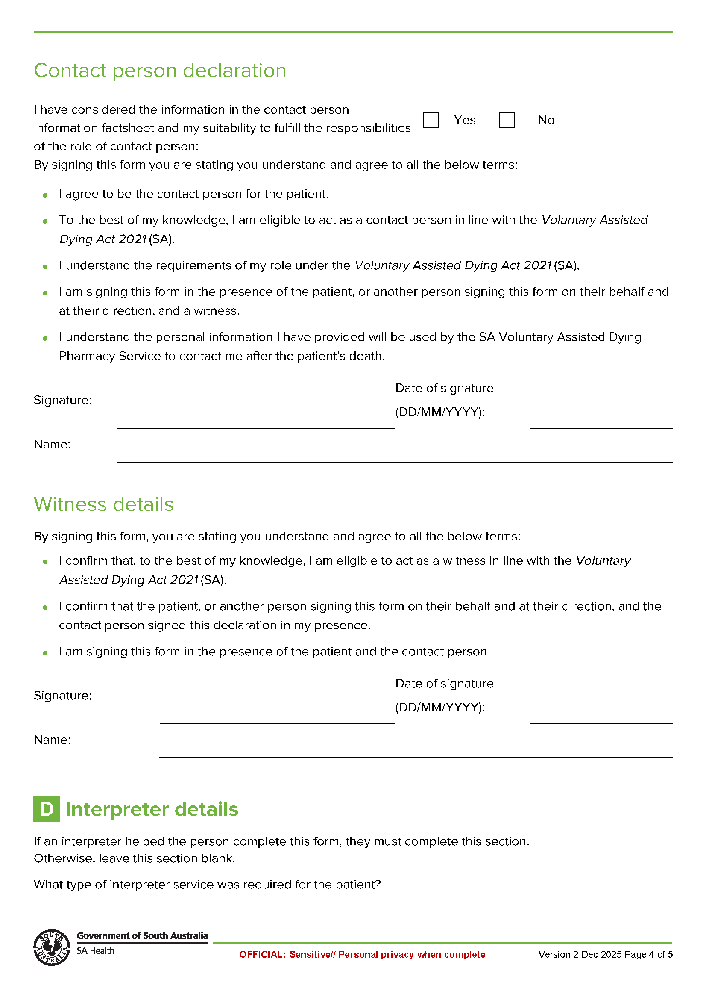 Contact person declaration
I have considered the information in the contact person
information factsheet and my suitability to fulfill the responsibilities
of the role of contact person:
Yes
No
By signing this form you are stating you understand and agree to all the below terms:
• I agree to be the contact person for the patient.
• To the best of my knowledge, I am eligible to act as a contact person in line with the Voluntary Assisted
Dying Act 2021 (SA).
• I understand the requirements of my role under the Voluntary Assisted Dying Act 2021 (SA).
• I am signing this form in the presence of the patient, or another person signing this form on their behalf and
at their direction, and a witness.
• I understand the personal information I have provided will be used by the SA Voluntary Assisted Dying
Pharmacy Service to contact me after the patient’s death.
Signature:
Date of signature
(DD/MM/YYYY):
Name:
Witness details
By signing this form, you are stating you understand and agree to all the below terms:
• I confirm that, to the best of my knowledge, I am eligible to act as a witness in line with the Voluntary
Assisted Dying Act 2021 (SA).
• I confirm that the patient, or another person signing this form on their behalf and at their direction, and the
contact person signed this declaration in my presence.
• I am signing this form in the presence of the patient and the contact person.
Signature:
Date of signature
(DD/MM/YYYY):
Name:
D Interpreter details
If an interpreter helped the person complete this form, they must complete this section.
Otherwise, leave this section blank.
What type of interpreter service was required for the patient?
SOUTH AUSTRALIA
Government of South Australia
SA Health
OFFICIAL: Sensitive// Personal privacy when complete
Version 2 Dec 2025 Page 4 of 5